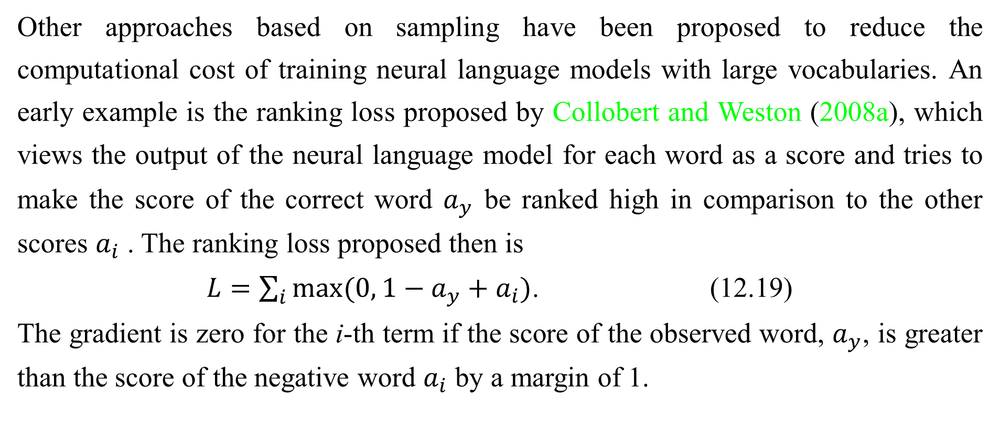 Other approaches based on sampling have been proposed to reduce the
computational cost of training neural language models with large vocabularies. An
early example is the ranking loss proposed by Collobert and Weston (2008a), which
views the output of the neural language model for each word as a score and tries to
make the score of the correct word a_y be ranked high in comparison to the other
scores a_i . The ranking loss proposed then is
L = ∑_i max(0, 1 − a_y + a_i). (12.19)
The gradient is zero for the i-th term if the score of the observed word, a_y, is greater
than the score of the negative word a_i by a margin of 1.